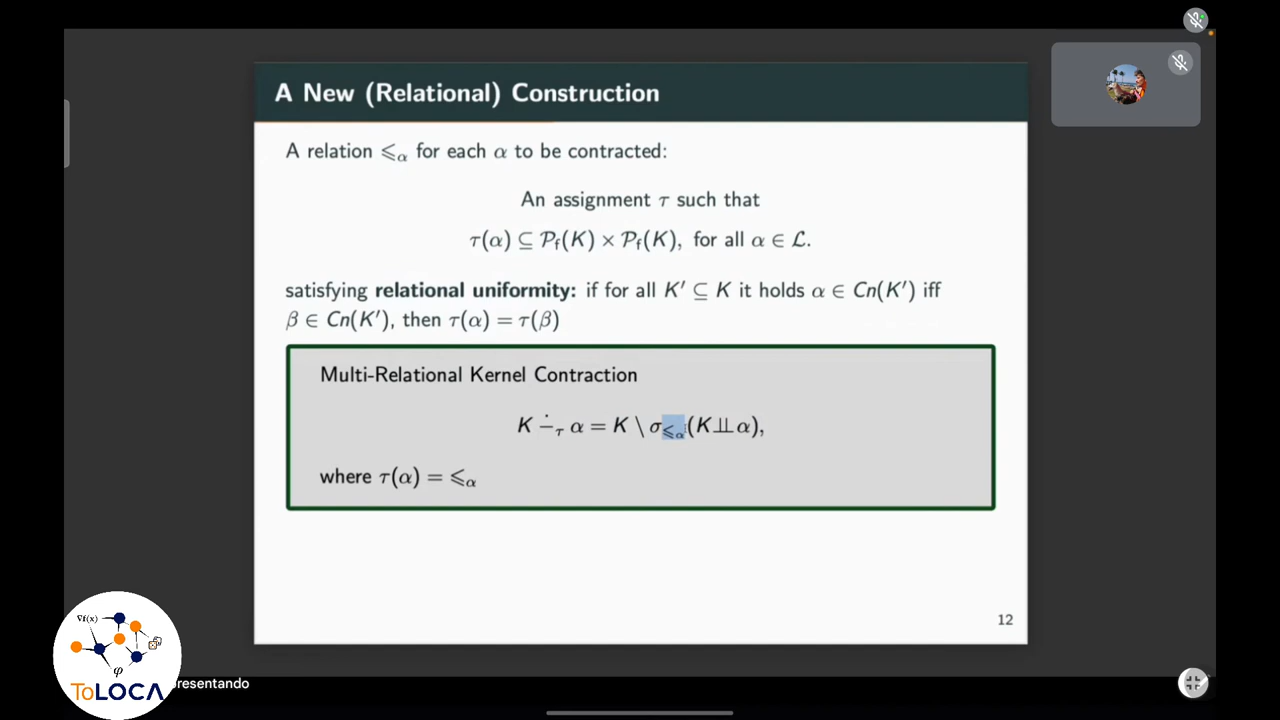 A New (Relational) Construction
A relation ⩽α for each α to be contracted:
An assignment τ such that
τ(α) ⊆ 𝒫f(K) × 𝒫f(K), for all α ∈ ℒ.
satisfying relational uniformity: if for all K′ ⊆ K it holds α ∈ Cn(K′) iff
β ∈ Cn(K′), then τ(α) = τ(β)
Multi-Relational Kernel Contraction
K ∸τ α = K \ σ⩽α(K⫫α),
where τ(α) = ⩽α
12
∇f(x)
φ
ToLOCA
presentando